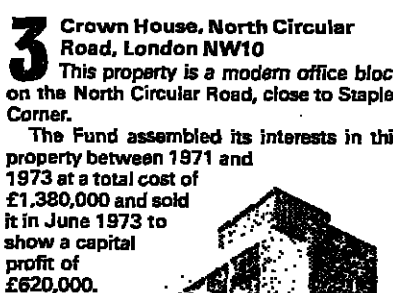 3 Crown House, North Circular
Road, London NW10
This property is a modern office bloc
on the North Circular Road, close to Staple
Corner.
The Fund assembled its interests in thi
property between 1971 and
1973 at a total cost of
£1,380,000 and sold
it in June 1973 to
show a capital
profit of
£620,000.